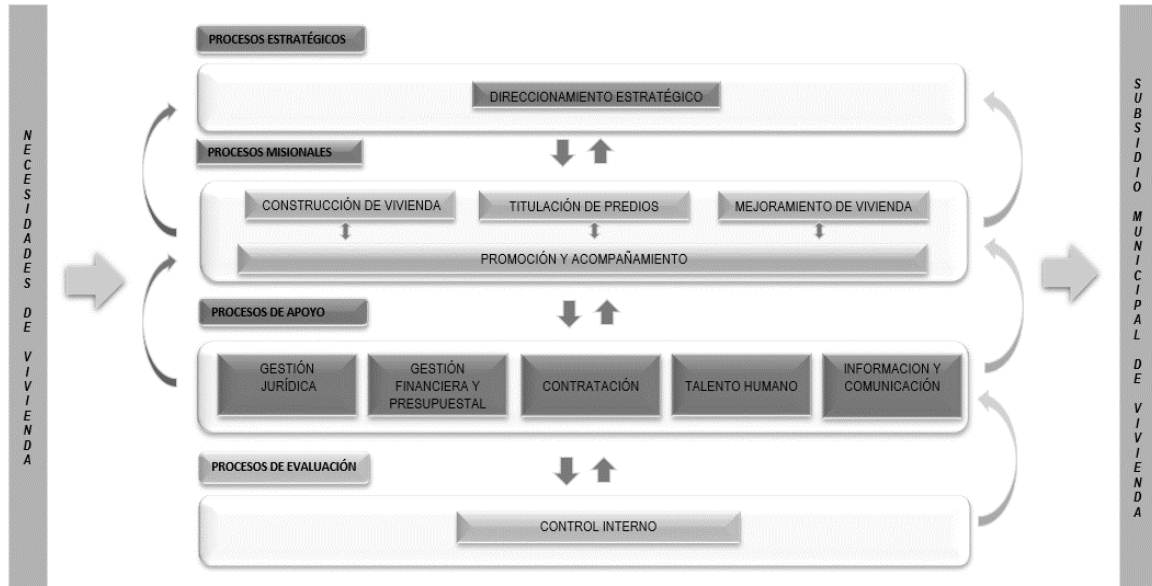 NECESIDADES DE VIVIENDA
PROCESOS ESTRATÉGICOS
DIRECCIONAMIENTO ESTRATÉGICO
PROCESOS MISIONALES
CONSTRUCCIÓN DE VIVIENDA
TITULACIÓN DE PREDIOS
MEJORAMIENTO DE VIVIENDA
PROMOCIÓN Y ACOMPAÑAMIENTO
PROCESOS DE APOYO
GESTIÓN
JURÍDICA
GESTIÓN
FINANCIERA Y
PRESUPUESTAL
CONTRATACIÓN
TALENTO HUMANO
INFORMACION Y
COMUNICACIÓN
PROCESOS DE EVALUACIÓN
CONTROL INTERNO
SUBSIDIO MUNICIPAL DE VIVIENDA